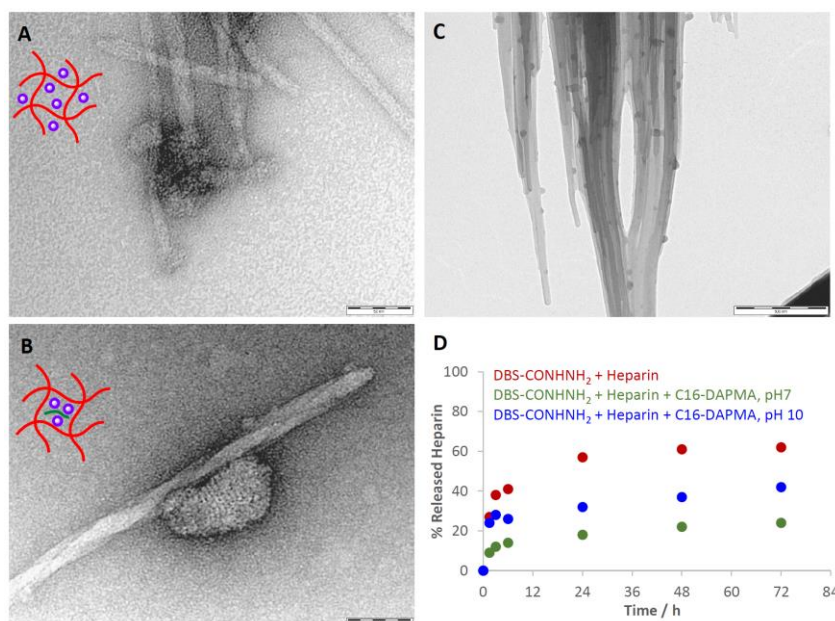 A
C
B
D
DBS-CONHNH₂ + Heparin
DBS-CONHNH₂ + Heparin + C16-DAPMA, pH7
DBS-CONHNH₂ + Heparin + C16-DAPMA, pH 10
% Released Heparin
100
80
60
40
20
0
0 12 24 36 48 60 72 84
Time / h